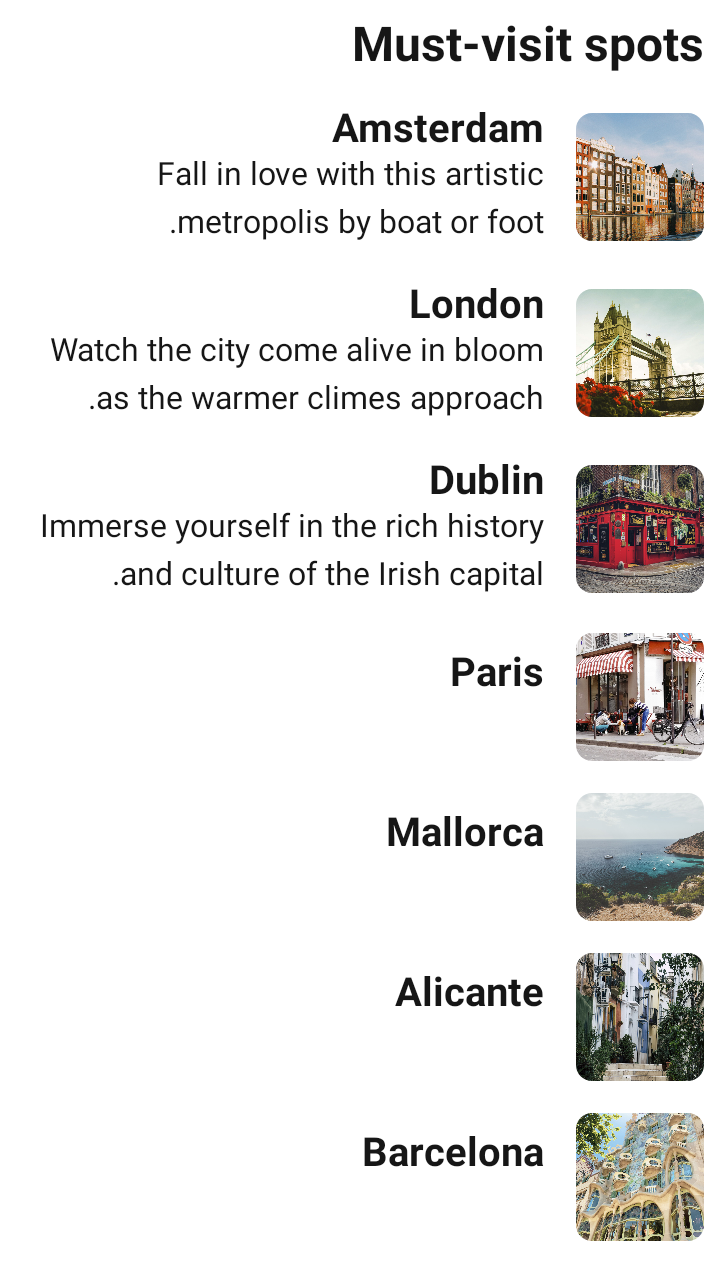 Must-visit spots
Amsterdam
Fall in love with this artistic
.metropolis by boat or foot
London
Watch the city come alive in bloom
.as the warmer climes approach
Dublin
Immerse yourself in the rich history
.and culture of the Irish capital
Paris
Mallorca
Alicante
Barcelona